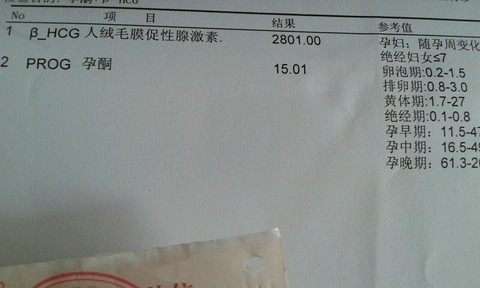 No 项 目 结果 参考值
1 β_HCG 人绒毛膜促性腺激素. 2801.00 孕妇：随孕周变化
绝经妇女≤7
2 PROG 孕酮 15.01 卵泡期:0.2-1.5
排卵期:0.8-3.0
黄体期:1.7-27
绝经期:0.1-0.8
孕早期：11.5-47
孕中期：16.5-49
孕晚期：61.3-20